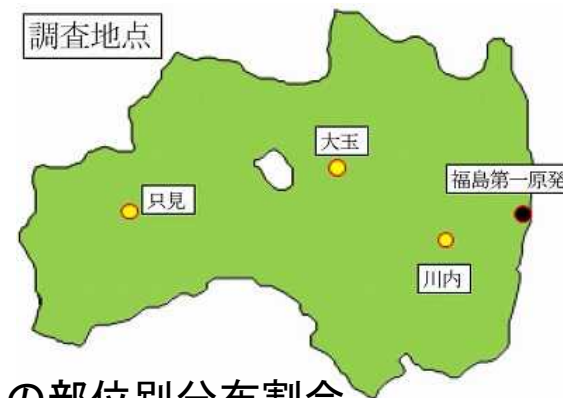 調査地点
大玉
福島第一原発
只見
川内
の部位別分布割合